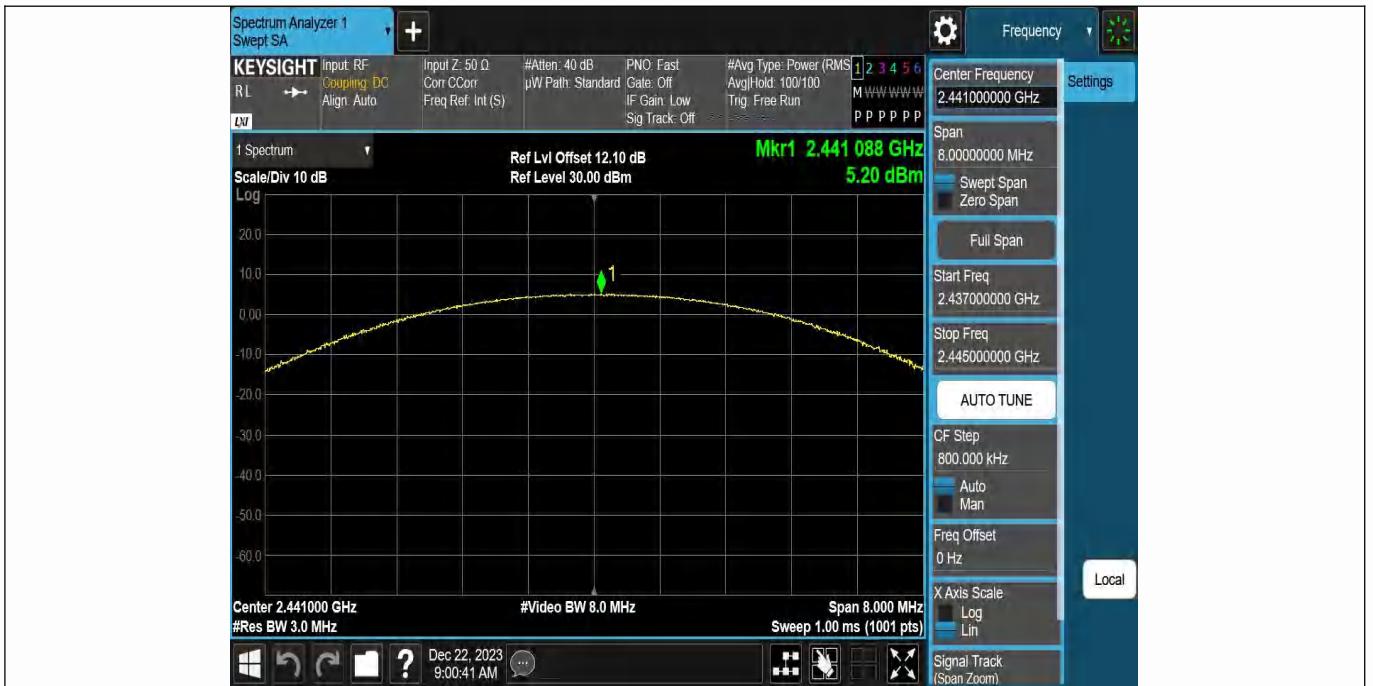 Spectrum Analyzer 1
Swept SA
+
Frequency
KEYSIGHT
RL
LXI
Input: RF
Coupling: DC
Align: Auto
Input Z: 50 Ω
Corr CCorr
Freq Ref: Int (S)
#Atten: 40 dB
µW Path: Standard
PNO: Fast
Gate: Off
IF Gain: Low
Sig Track: Off
#Avg Type: Power (RMS
Avg|Hold: 100/100
Trig: Free Run
1 2 3 4 5 6
M W W W W W
P P P P P P
Center Frequency
2.441000000 GHz
Settings
Span
8.00000000 MHz
Swept Span
Zero Span
Full Span
Start Freq
2.437000000 GHz
Stop Freq
2.445000000 GHz
AUTO TUNE
CF Step
800.000 kHz
Auto
Man
Freq Offset
0 Hz
X Axis Scale
Log
Lin
Signal Track
(Span Zoom)
Local
1 Spectrum
Scale/Div 10 dB
Ref Lvl Offset 12.10 dB
Ref Level 30.00 dBm
Mkr1 2.441 088 GHz
5.20 dBm
Log
20.0
10.0
1
0.00
-10.0
-20.0
-30.0
-40.0
-50.0
-60.0
Center 2.441000 GHz
#Video BW 8.0 MHz
Span 8.000 MHz
#Res BW 3.0 MHz
Sweep 1.00 ms (1001 pts)
?
Dec 22, 2023
9:00:41 AM